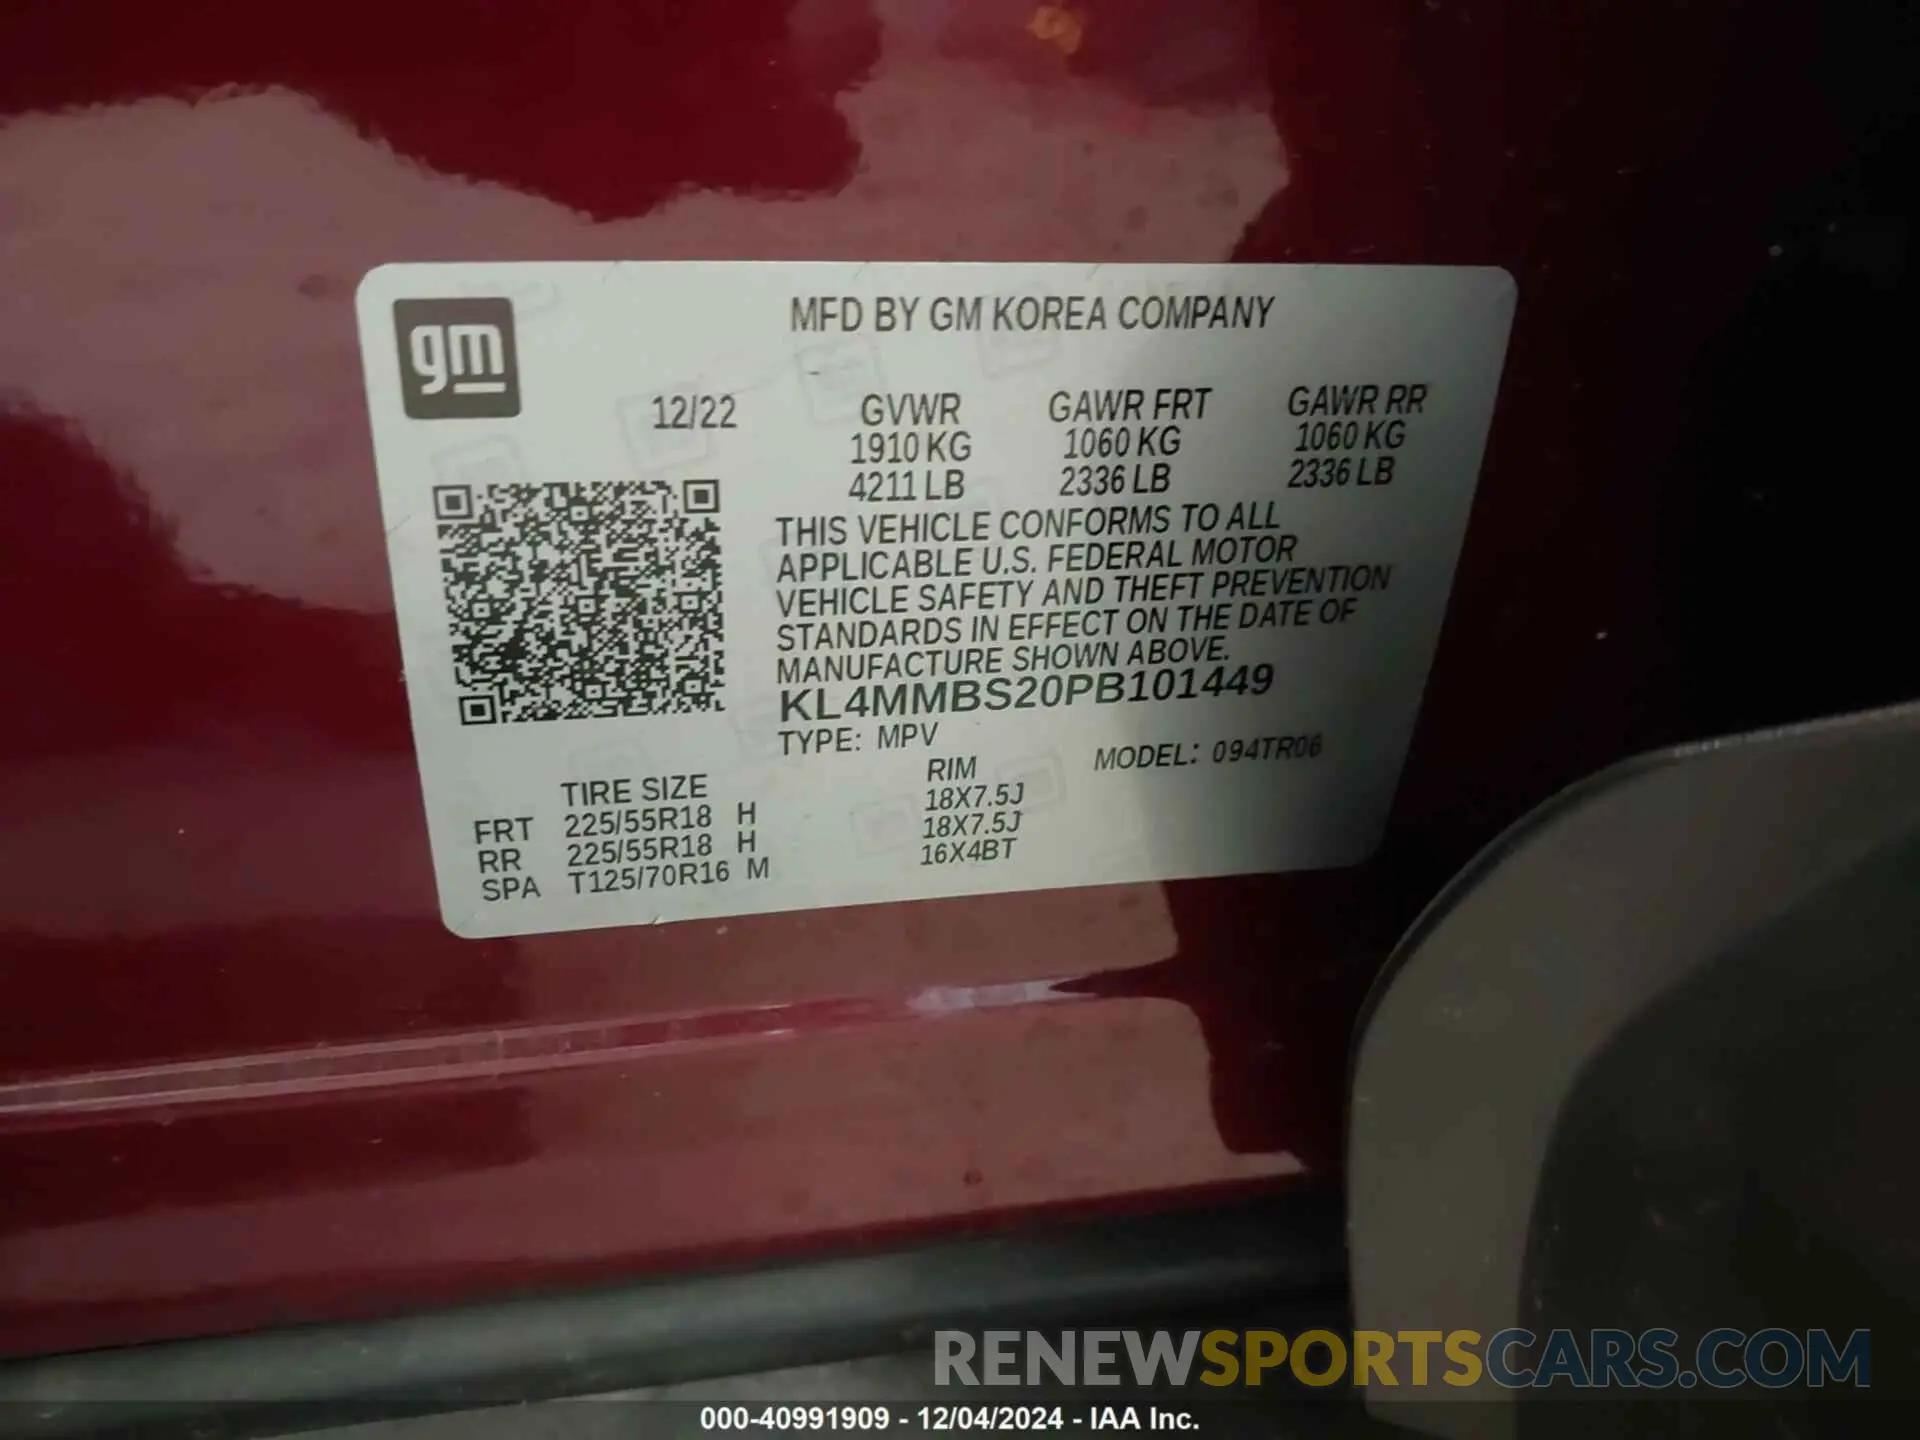 gm
MFD BY GM KOREA COMPANY
12/22 GVWR GAWR FRT GAWR RR
1910 KG 1060 KG 1060 KG
4211 LB 2336 LB 2336 LB
THIS VEHICLE CONFORMS TO ALL
APPLICABLE U.S. FEDERAL MOTOR
VEHICLE SAFETY AND THEFT PREVENTION
STANDARDS IN EFFECT ON THE DATE OF
MANUFACTURE SHOWN ABOVE.
KL4MMBS20PB101449
TYPE: MPV MODEL: 094TR06
TIRE SIZE RIM
FRT 225/55R18 H 18X7.5J
RR 225/55R18 H 18X7.5J
SPA T125/70R16 M 16X4BT
RENEWSPORTSCARS.COM
000-40991909 - 12/04/2024 - IAA Inc.